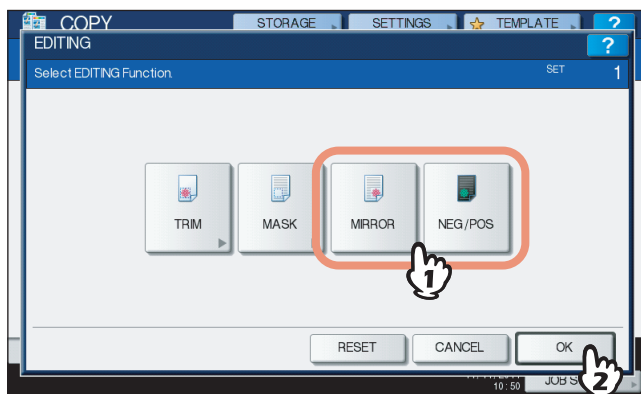 COPY STORAGE SETTINGS TEMPLATE ?
EDITING ?
Select EDITING Function. SET 1
TRIM MASK MIRROR NEG/POS
1
RESET CANCEL OK
2
10:50 JOB S